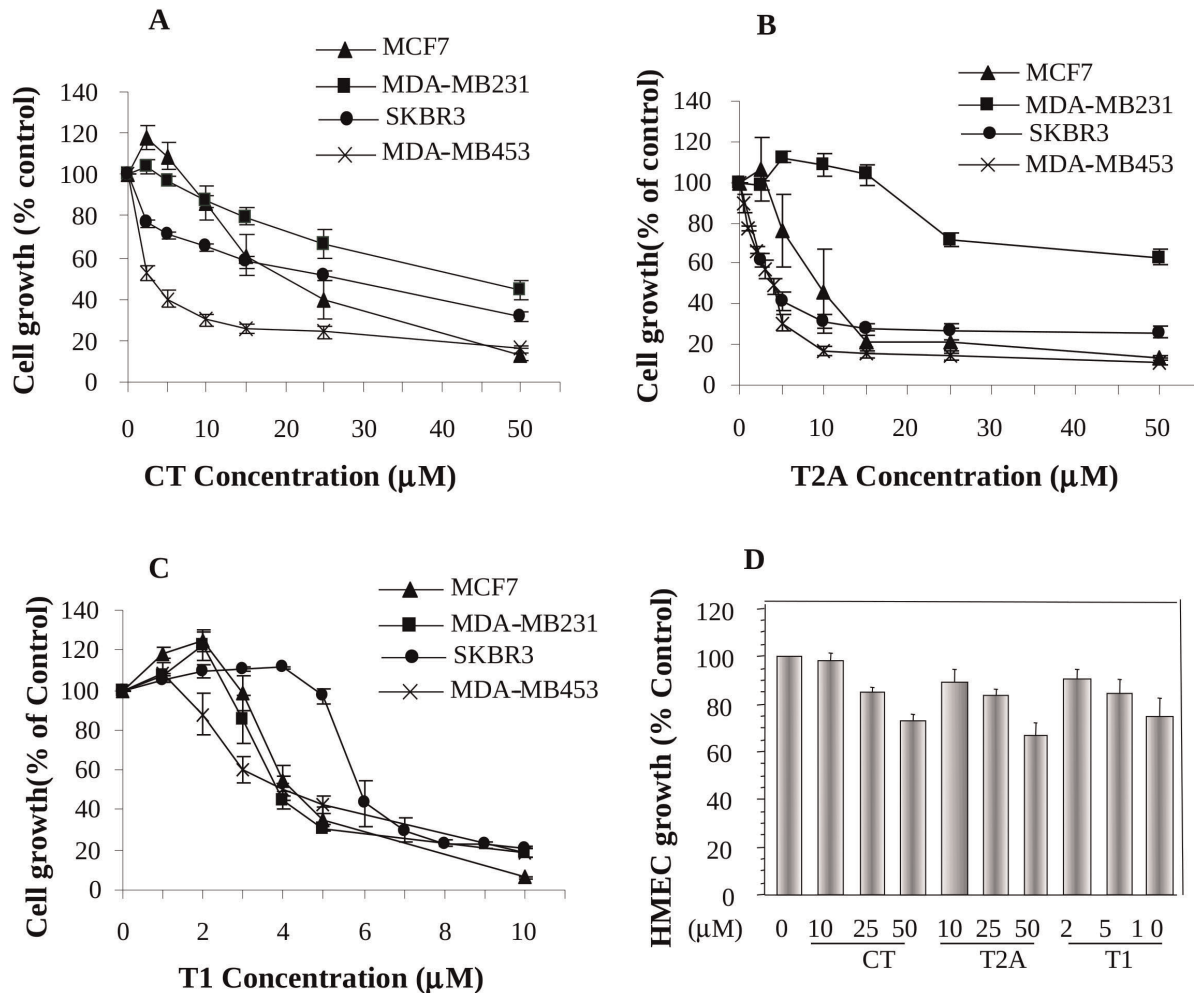 A
MCF7
MDA-MB231
SKBR3
MDA-MB453
Cell growth (% control)
140
120
100
80
60
40
20
0
0 10 20 30 40 50
CT Concentration (μM)
B
MCF7
MDA-MB231
SKBR3
MDA-MB453
Cell growth(% of control)
140
120
100
80
60
40
20
0
0 10 20 30 40 50
T2A Concentration (μM)
C
MCF7
MDA-MB231
SKBR3
MDA-MB453
Cell growth(% of Control)
140
120
100
80
60
40
20
0
0 2 4 6 8 10
T1 Concentration (μM)
D
HMEC growth (% Control)
120
100
80
60
40
20
0
(μM) 0 10 25 50 10 25 50 2 5 1 0
CT T2A T1